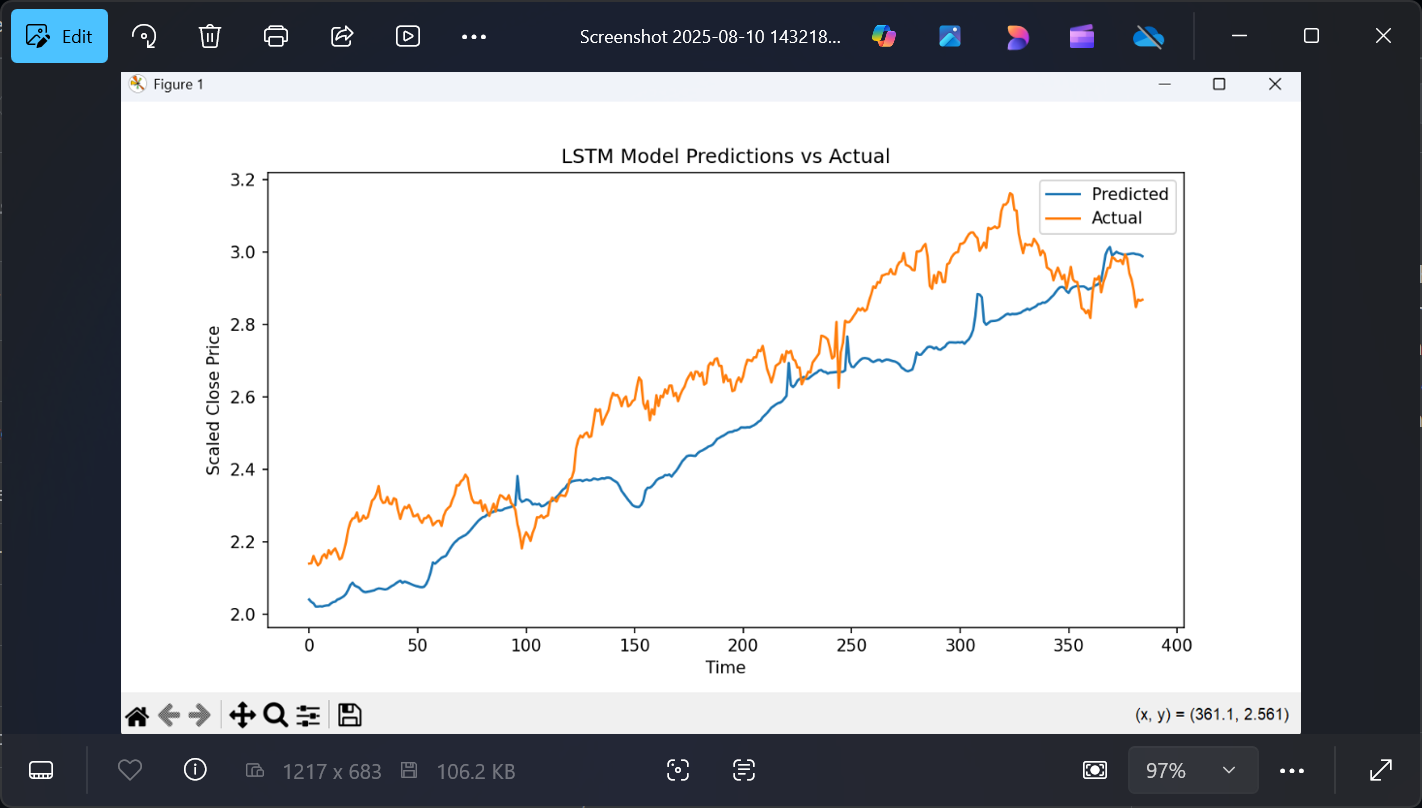 Edit
Screenshot 2025-08-10 143218...
Figure 1
LSTM Model Predictions vs Actual
Predicted
Actual
Scaled Close Price
3.2
3.0
2.8
2.6
2.4
2.2
2.0
0 50 100 150 200 250 300 350 400
Time
(x, y) = (361.1, 2.561)
1217 x 683
106.2 KB
97%